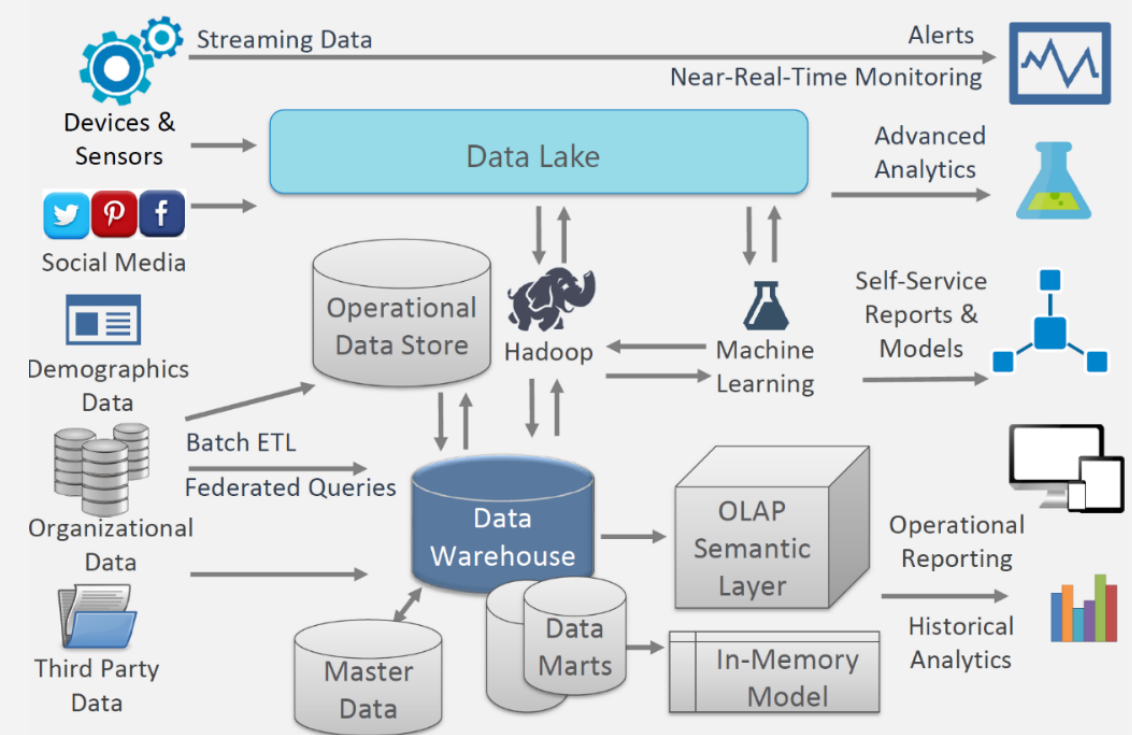 Streaming Data
Alerts
Near-Real-Time Monitoring
Devices &
Sensors
Data Lake
Advanced
Analytics
Social Media
Operational
Data Store
Hadoop
Machine
Learning
Self-Service
Reports &
Models
Demographics
Data
Batch ETL
Federated Queries
Organizational
Data
Data
Warehouse
OLAP
Semantic
Layer
Operational
Reporting
Historical
Analytics
Third Party
Data
Master
Data
Data
Marts
In-Memory
Model